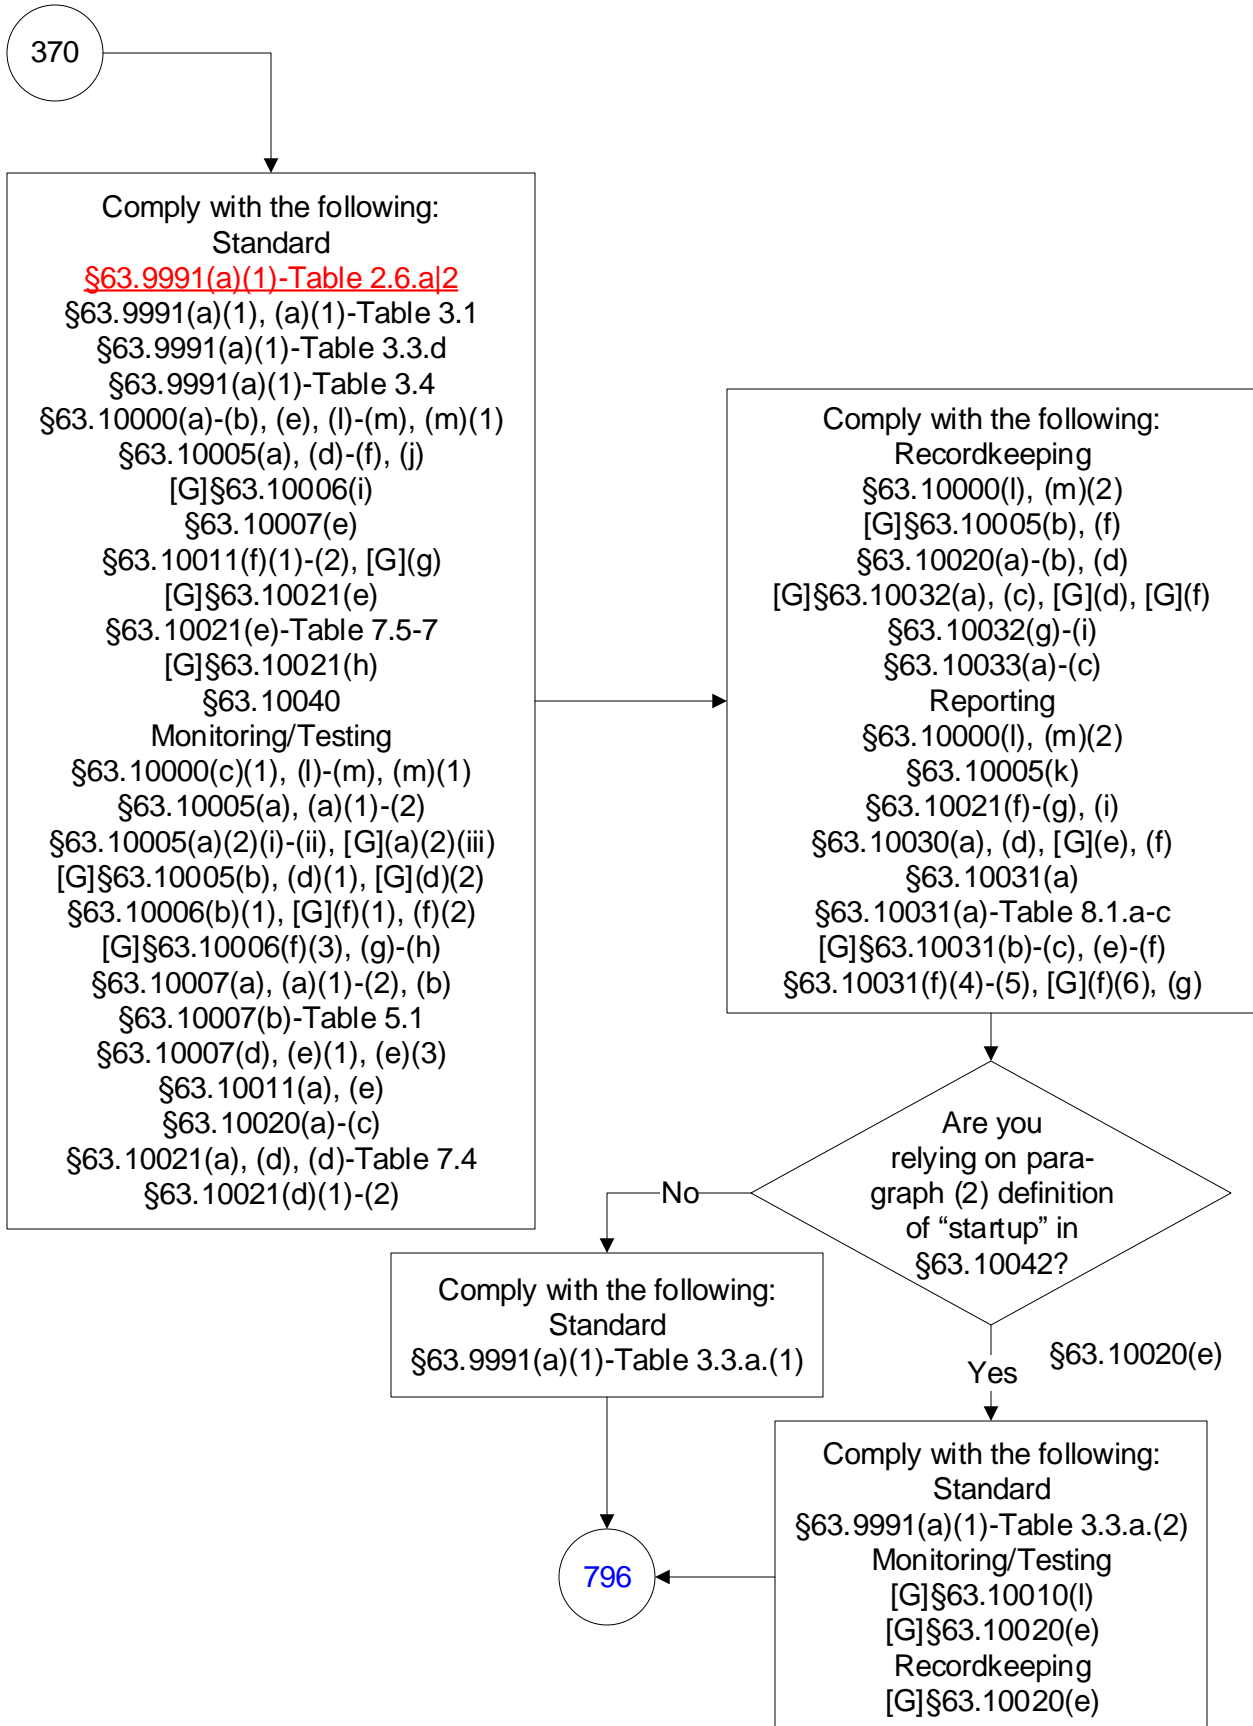 370
Comply with the following:
Standard
§63.9991(a)(1)-Table 2.6.a|2
§63.9991(a)(1), (a)(1)-Table 3.1
§63.9991(a)(1)-Table 3.3.d
§63.9991(a)(1)-Table 3.4
§63.10000(a)-(b), (e), (l)-(m), (m)(1)
§63.10005(a), (d)-(f), (j)
[G]§63.10006(i)
§63.10007(e)
§63.10011(f)(1)-(2), [G](g)
[G]§63.10021(e)
§63.10021(e)-Table 7.5-7
[G]§63.10021(h)
§63.10040
Monitoring/Testing
§63.10000(c)(1), (l)-(m), (m)(1)
§63.10005(a), (a)(1)-(2)
§63.10005(a)(2)(i)-(ii), [G](a)(2)(iii)
[G]§63.10005(b), (d)(1), [G](d)(2)
§63.10006(b)(1), [G](f)(1), (f)(2)
[G]§63.10006(f)(3), (g)-(h)
§63.10007(a), (a)(1)-(2), (b)
§63.10007(b)-Table 5.1
§63.10007(d), (e)(1), (e)(3)
§63.10011(a), (e)
§63.10020(a)-(c)
§63.10021(a), (d), (d)-Table 7.4
§63.10021(d)(1)-(2)
Comply with the following:
Recordkeeping
§63.10000(l), (m)(2)
[G]§63.10005(b), (f)
§63.10020(a)-(b), (d)
[G]§63.10032(a), (c), [G](d), [G](f)
§63.10032(g)-(i)
§63.10033(a)-(c)
Reporting
§63.10000(l), (m)(2)
§63.10005(k)
§63.10021(f)-(g), (i)
§63.10030(a), (d), [G](e), (f)
§63.10031(a)
§63.10031(a)-Table 8.1.a-c
[G]§63.10031(b)-(c), (e)-(f)
§63.10031(f)(4)-(5), [G](f)(6), (g)
Are you
relying on para-
graph (2) definition
of “startup” in
§63.10042?
No
Comply with the following:
Standard
§63.9991(a)(1)-Table 3.3.a.(1)
Yes
§63.10020(e)
Comply with the following:
Standard
§63.9991(a)(1)-Table 3.3.a.(2)
Monitoring/Testing
[G]§63.10010(l)
[G]§63.10020(e)
Recordkeeping
[G]§63.10020(e)
796